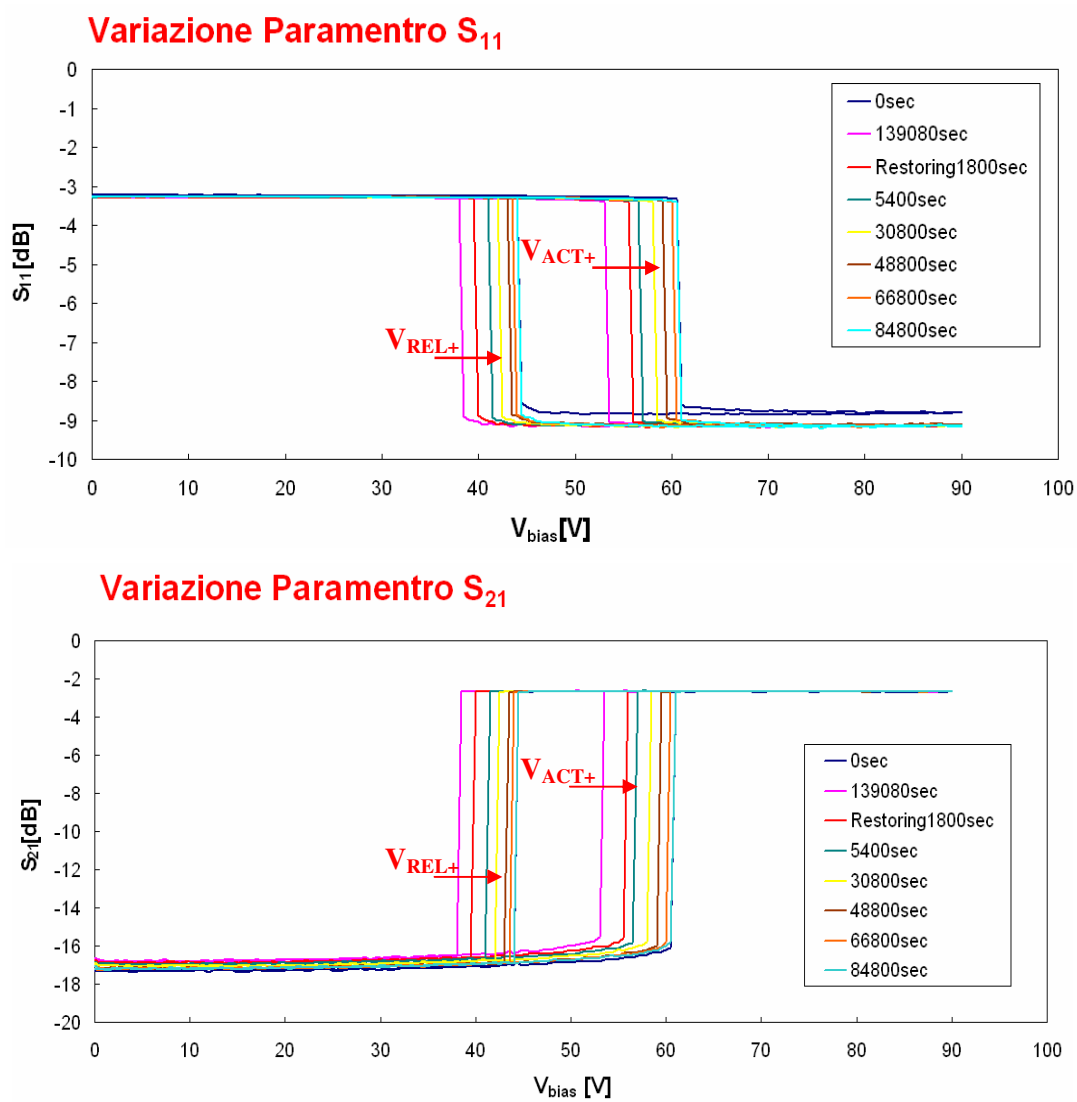 Variazione Paramentro S11
0
-1
-2
-3
-4
-5
-6
-7
-8
-9
-10
S11[dB]
0 10 20 30 40 50 60 70 80 90 100
Vbias[V]
VACT+
VREL+
0sec
139080sec
Restoring1800sec
5400sec
30800sec
48800sec
66800sec
84800sec
Variazione Paramentro S21
0
-2
-4
-6
-8
-10
-12
-14
-16
-18
-20
S21[dB]
0 10 20 30 40 50 60 70 80 90 100
Vbias [V]
VACT+
VREL+
0sec
139080sec
Restoring1800sec
5400sec
30800sec
48800sec
66800sec
84800sec